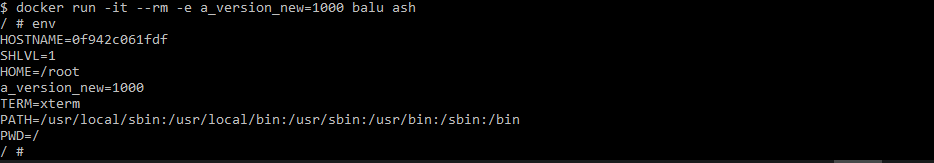 $ docker run -it --rm -e a_version_new=1000 balu ash
/ # env
HOSTNAME=0f942c061fdf
SHLVL=1
HOME=/root
a_version_new=1000
TERM=xterm
PATH=/usr/local/sbin:/usr/local/bin:/usr/sbin:/usr/bin:/sbin:/bin
PWD=/
/ #